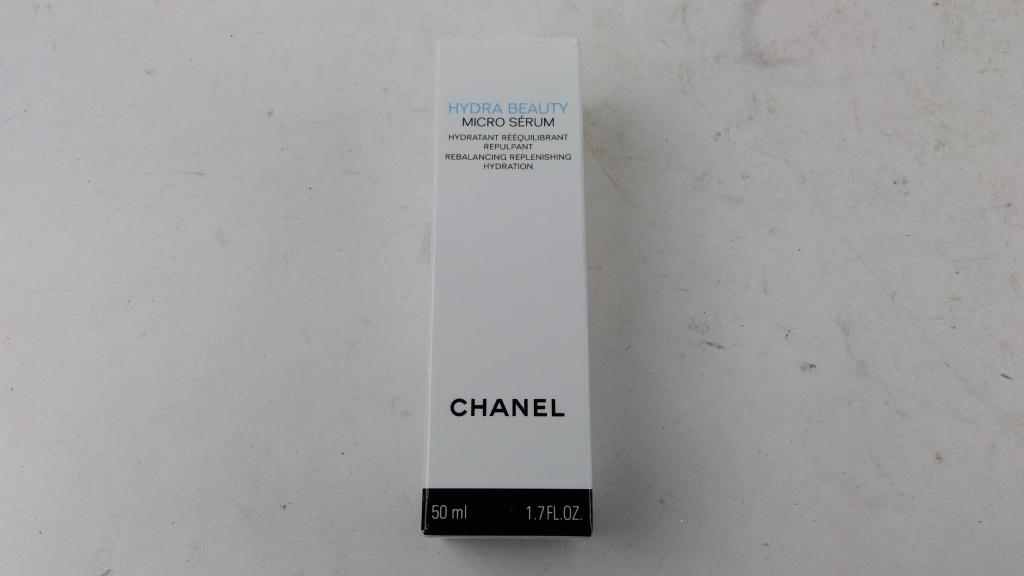 HYDRA BEAUTY
MICRO SÉRUM
HYDRATANT RÉÉQUILIBRANT
REPULPANT
REBALANCING REPLENISHING
HYDRATION
CHANEL
50 ml 1.7FL.OZ.